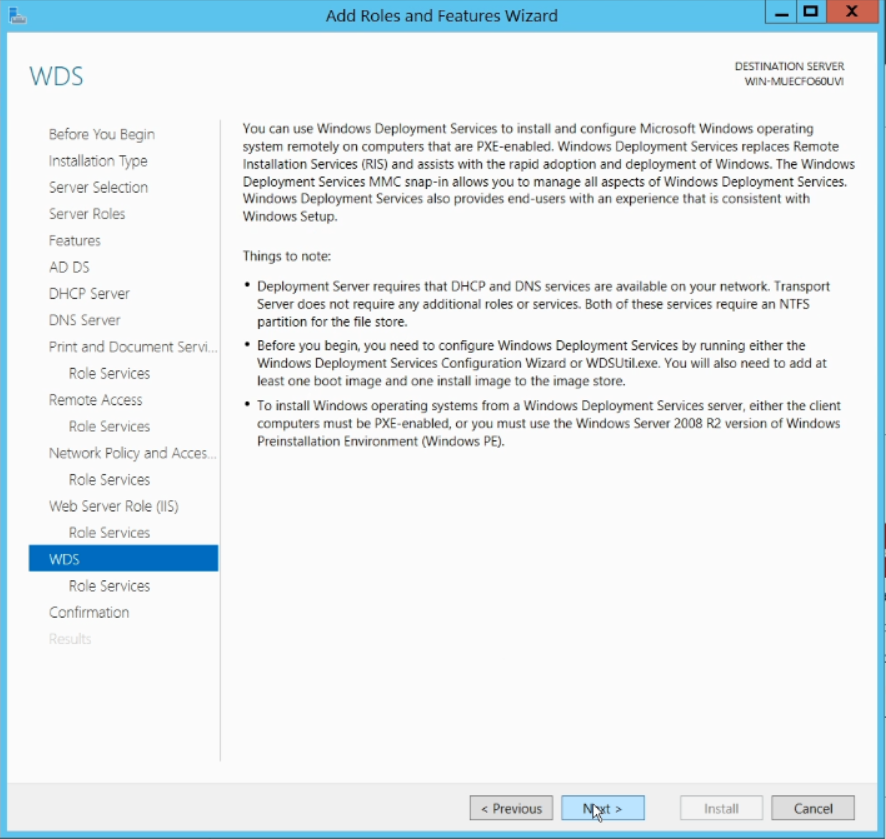 Add Roles and Features Wizard
X
WDS
DESTINATION SERVER
WIN-MUECFO60UVI
Before You Begin
Installation Type
Server Selection
Server Roles
Features
AD DS
DHCP Server
DNS Server
Print and Document Servi...
Role Services
Remote Access
Role Services
Network Policy and Acces...
Role Services
Web Server Role (IIS)
Role Services
WDS
Role Services
Confirmation
Results
You can use Windows Deployment Services to install and configure Microsoft Windows operating
system remotely on computers that are PXE-enabled. Windows Deployment Services replaces Remote
Installation Services (RIS) and assists with the rapid adoption and deployment of Windows. The Windows
Deployment Services MMC snap-in allows you to manage all aspects of Windows Deployment Services.
Windows Deployment Services also provides end-users with an experience that is consistent with
Windows Setup.
Things to note:
• Deployment Server requires that DHCP and DNS services are available on your network. Transport
Server does not require any additional roles or services. Both of these services require an NTFS
partition for the file store.
• Before you begin, you need to configure Windows Deployment Services by running either the
Windows Deployment Services Configuration Wizard or WDSUtil.exe. You will also need to add at
least one boot image and one install image to the image store.
• To install Windows operating systems from a Windows Deployment Services server, either the client
computers must be PXE-enabled, or you must use the Windows Server 2008 R2 version of Windows
Preinstallation Environment (Windows PE).
< Previous
Next >
Install
Cancel